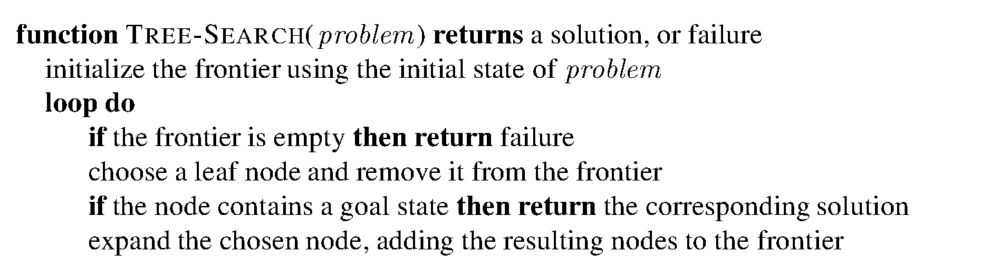 function TREE-SEARCH(problem) returns a solution, or failure
initialize the frontier using the initial state of problem
loop do
if the frontier is empty then return failure
choose a leaf node and remove it from the frontier
if the node contains a goal state then return the corresponding solution
expand the chosen node, adding the resulting nodes to the frontier